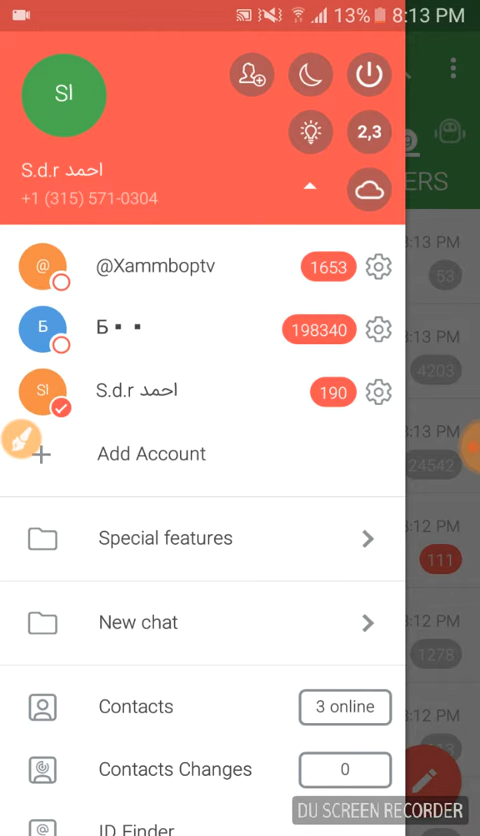 13% 8:13 PM
SI
2,3
S.d.r احمد
+1 (315) 571-0304
ERS
@ @Xammboptv 1653
8:13 PM
53
Б Б 198340
8:13 PM
4203
SI S.d.r احمد 190
8:13 PM
Add Account
24542
Special features
8:12 PM
111
New chat
8:12 PM
1278
Contacts 3 online
8:12 PM
Contacts Changes 0
DU SCREEN RECORDER
@ ID Finder